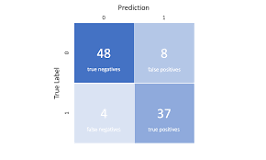 Prediction
0 1
True Label
0
48 8
true negatives false positives
1
4 37
false negatives true positives